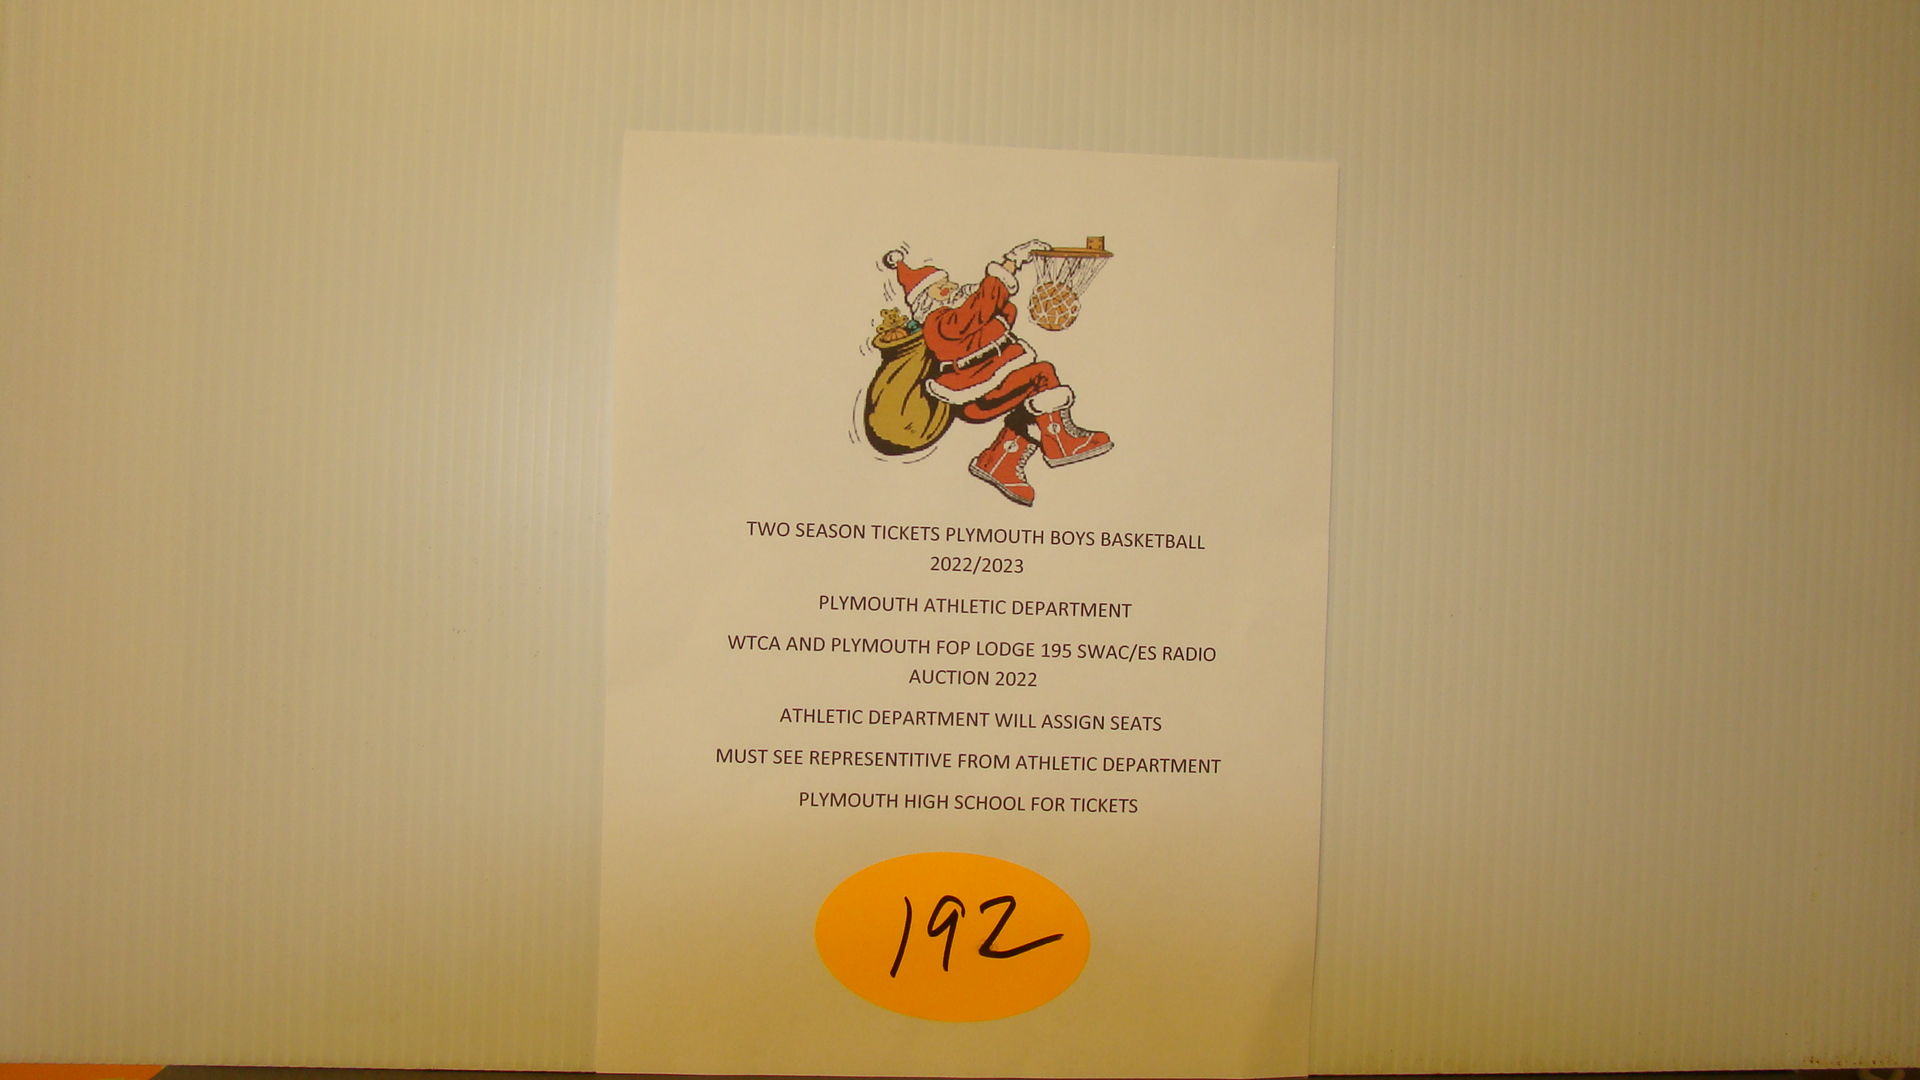 TWO SEASON TICKETS PLYMOUTH BOYS BASKETBALL
2022/2023
PLYMOUTH ATHLETIC DEPARTMENT
WTCA AND PLYMOUTH FOP LODGE 195 SWAC/ES RADIO
AUCTION 2022
ATHLETIC DEPARTMENT WILL ASSIGN SEATS
MUST SEE REPRESENTITIVE FROM ATHLETIC DEPARTMENT
PLYMOUTH HIGH SCHOOL FOR TICKETS
192